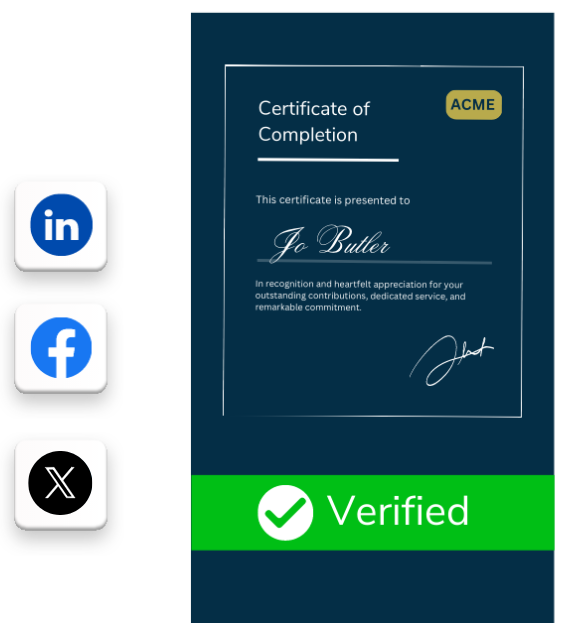 Certificate of
Completion
ACME
This certificate is presented to
Jo Butler
In recognition and heartfelt appreciation for your
outstanding contributions, dedicated service, and
remarkable commitment.
in
f
X
Verified